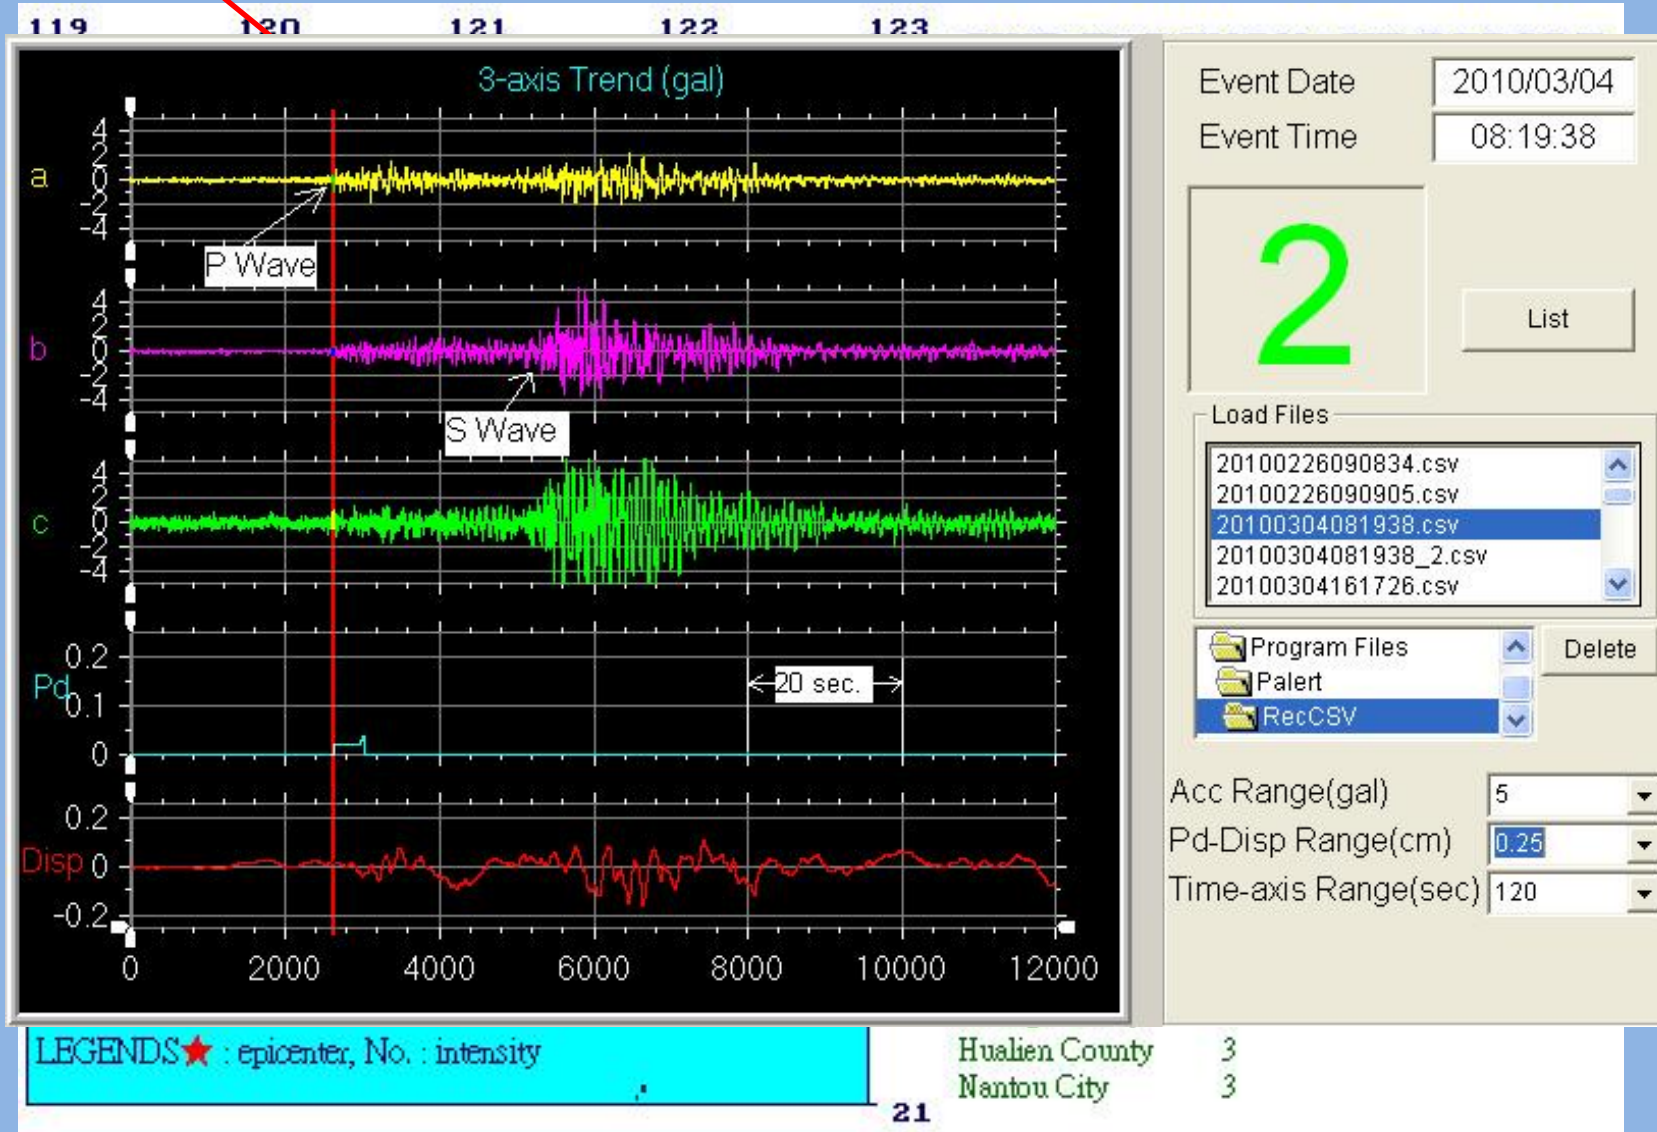 119 120 121 122 123
3-axis Trend (gal)
a
4
2
0
-2
-4
P Wave
b
4
2
0
-2
-4
S Wave
c
4
2
0
-2
-4
Pd
0.2
0.1
0
20 sec.
Disp
0.2
0
-0.2
0 2000 4000 6000 8000 10000 12000
Event Date 2010/03/04
Event Time 08:19:38
2
List
Load Files
20100226090834.csv
20100226090905.csv
20100304081938.csv
20100304081938_2.csv
20100304161726.csv
Program Files
Palert
RecCSV
Delete
Acc Range(gal) 5
Pd-Disp Range(cm) 0.25
Time-axis Range(sec) 120
LEGENDS★ : epicenter, No. : intensity
21
Hualien County 3
Nantou City 3